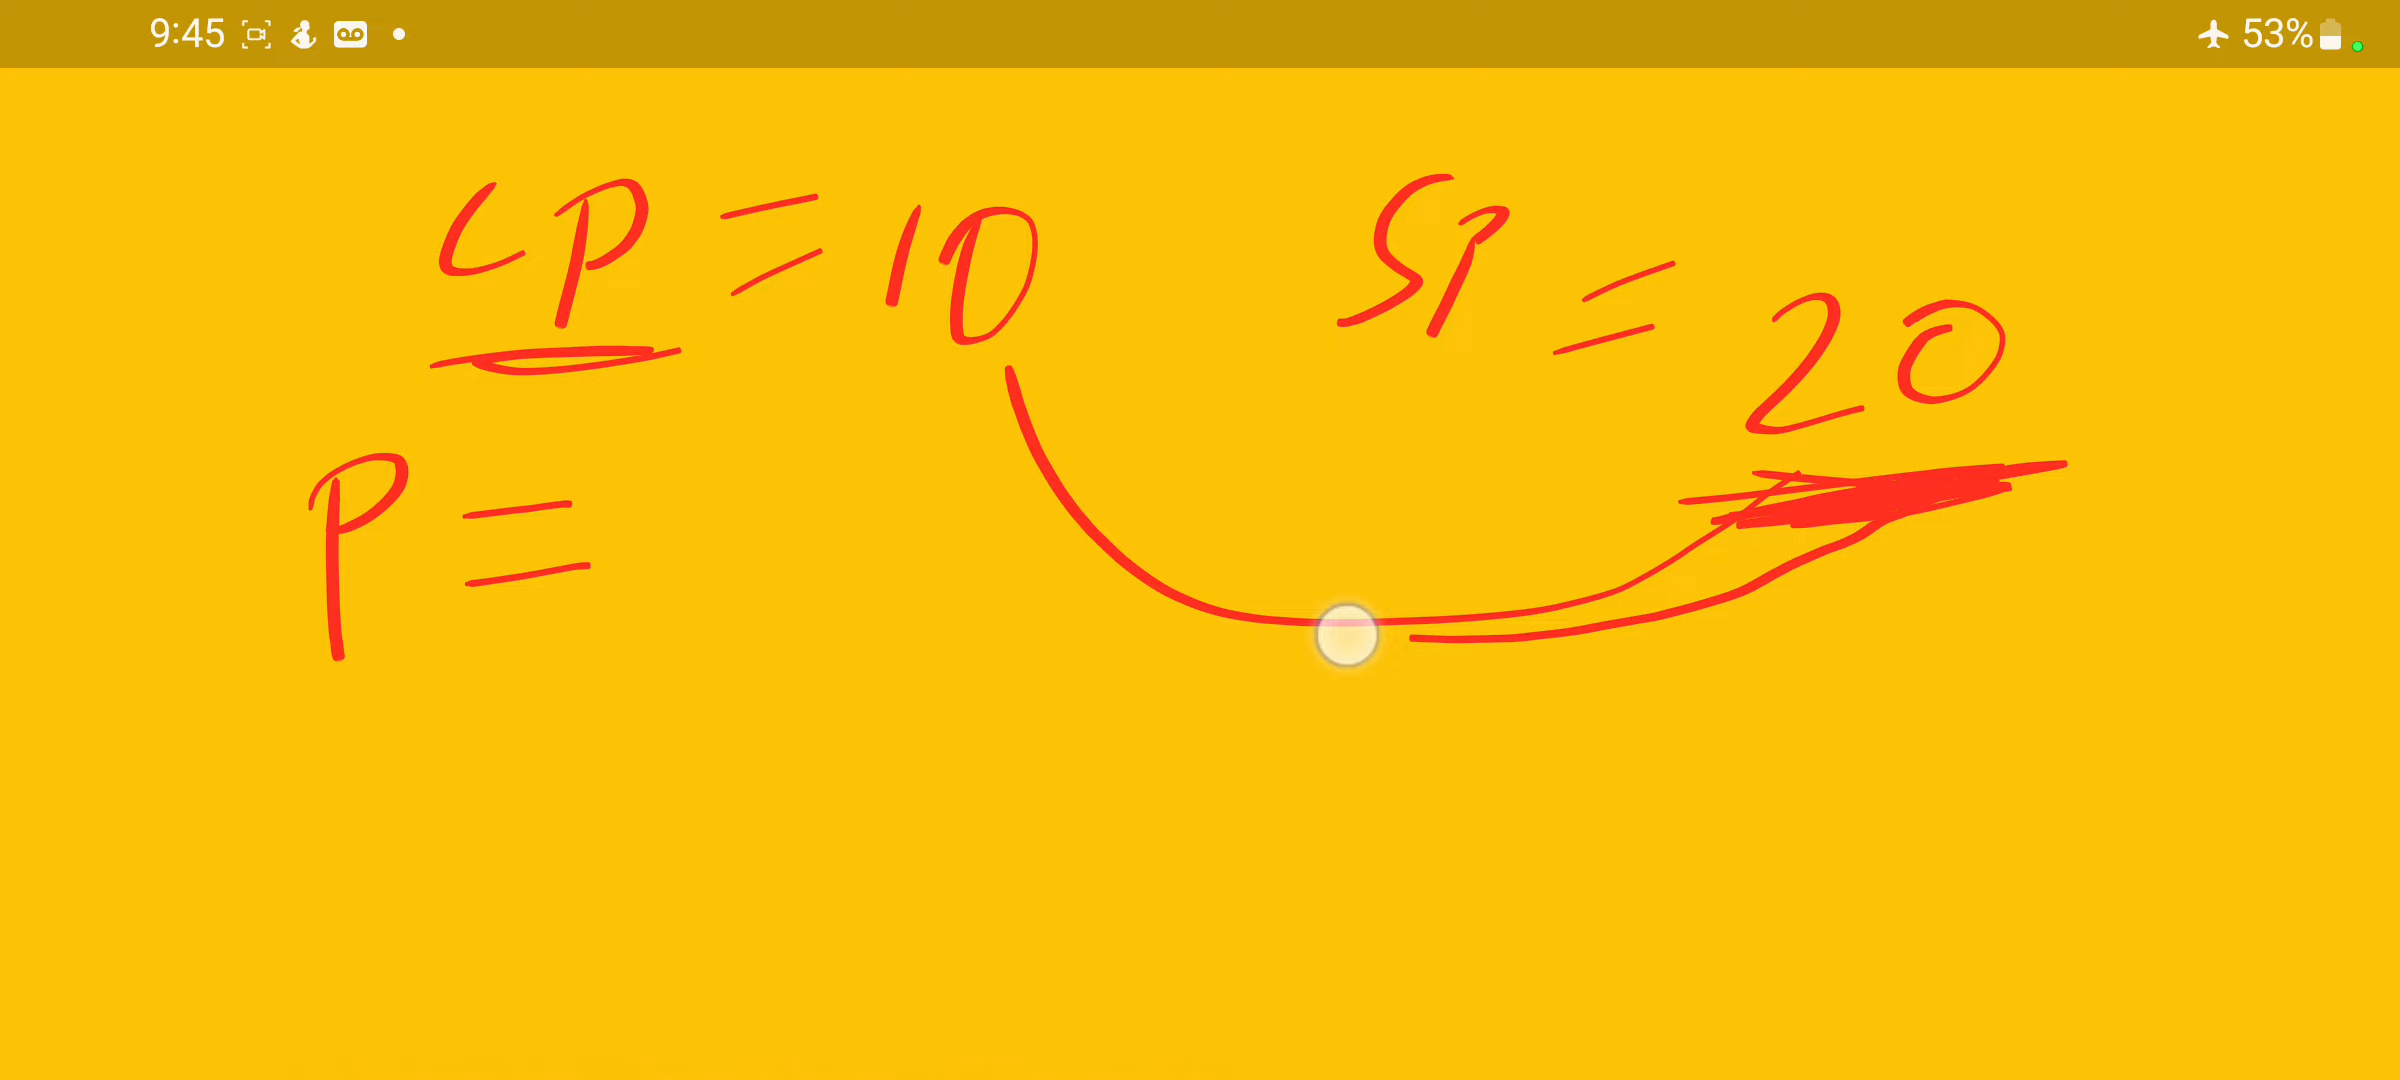 9:45 53%
CP = 10 SP = 20
P =